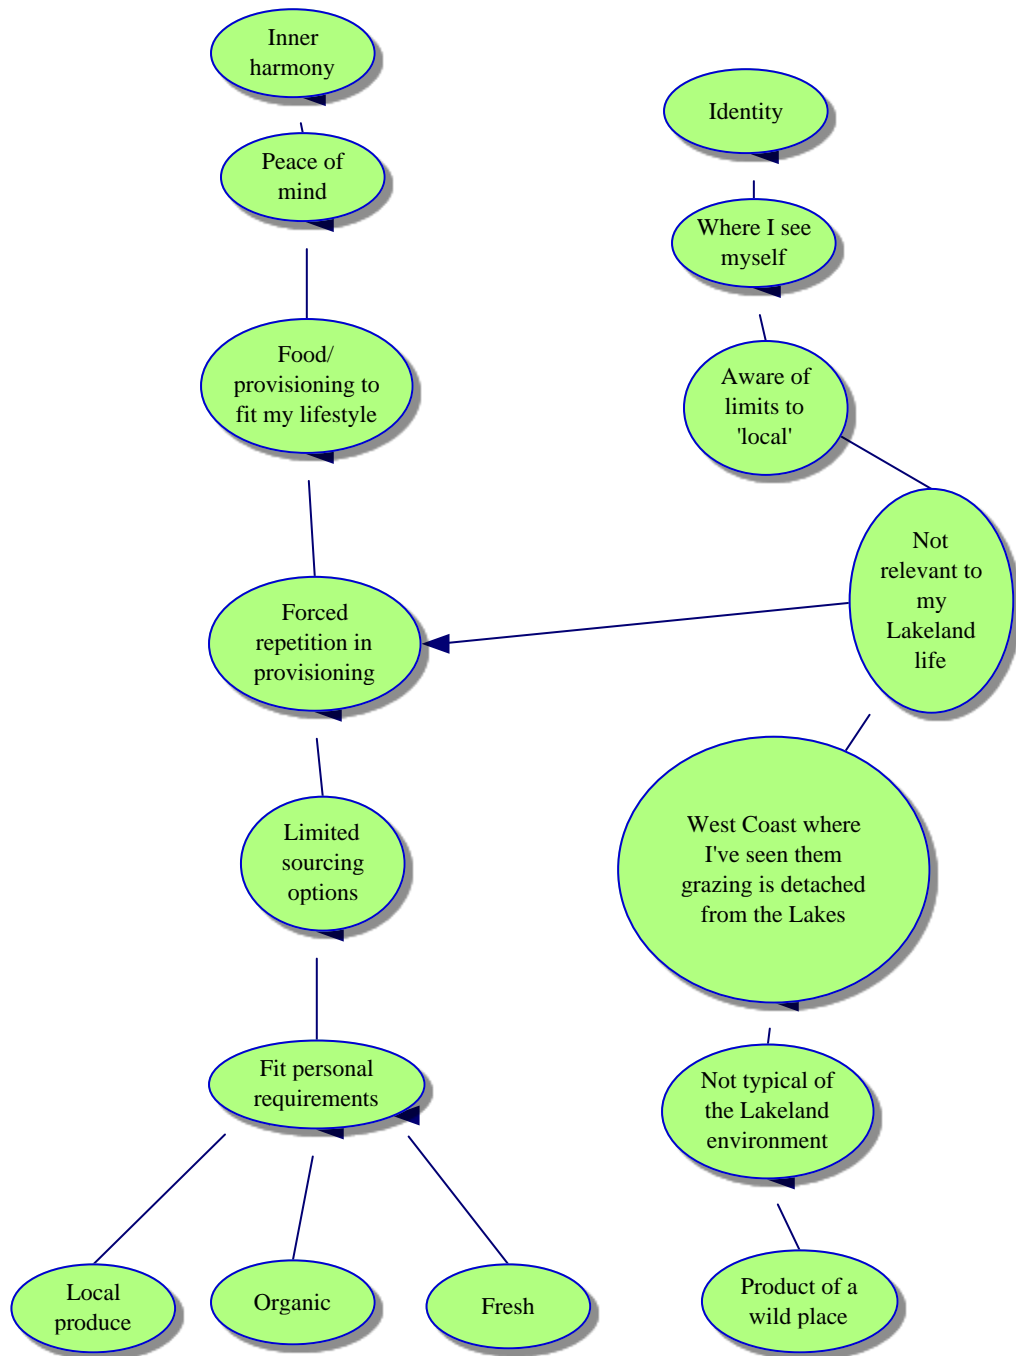 Inner
harmony
Identity
Peace of
mind
Where I see
myself
Food/
provisioning to
fit my lifestyle
Aware of
limits to
'local'
Not
relevant to
my
Lakeland
life
Forced
repetition in
provisioning
West Coast where
I've seen them
grazing is detached
from the Lakes
Limited
sourcing
options
Fit personal
requirements
Not typical of
the Lakeland
environment
Local
produce
Organic
Fresh
Product of a
wild place